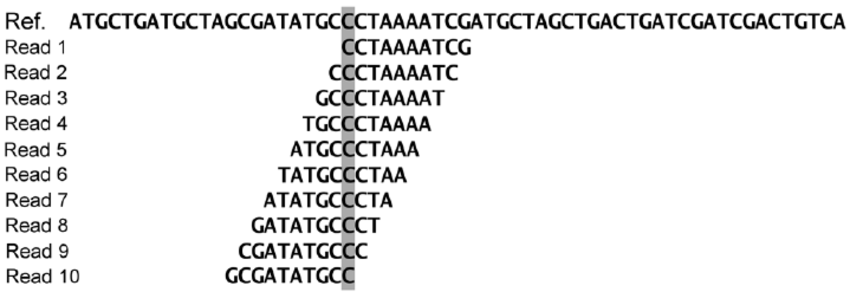 Ref. ATGCTGATGCTAGCGATATGCCCTAAAATCGATGCTAGCTGACTGATCGATCGACTGTCA
Read 1 CCTAAAATCG
Read 2 CCCTAAAATC
Read 3 GCCCTAAAAT
Read 4 TGCCCTAAAA
Read 5 ATGCCCTAAA
Read 6 TATGCCCTAA
Read 7 ATATGCCCTA
Read 8 GATATGCCCT
Read 9 CGATATGCCC
Read 10 GCGATATGCC